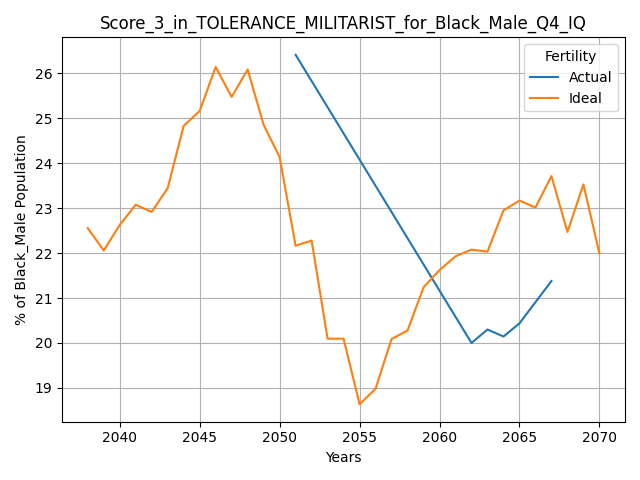 Score_3_in_TOLERANCE_MILITARIST_for_Black_Male_Q4_IQ
Fertility
Actual
Ideal
% of Black_Male Population
26
25
24
23
22
21
20
19
2040 2045 2050 2055 2060 2065 2070
Years